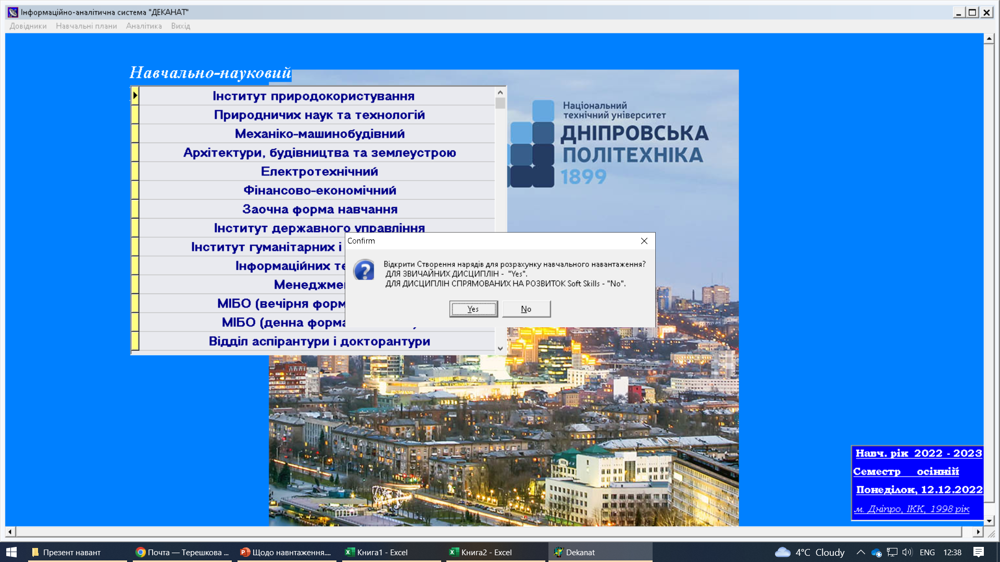 Інформаційно-аналітична система "ДЕКАНАТ"
Довідники Навчальні плани Аналітика Вихід
Навчально-науковий
Інститут природокористування
Природничих наук та технологій
Механіко-машинобудівний
Архітектури, будівництва та землеустрою
Електротехнічний
Фінансово-економічний
Заочна форма навчання
Інститут державного управління
Інститут гуманітарних і
Інформаційних
МІБО (вечірня
МІБО (денна
Відділ аспірантури і докторантури
Національний
технічний університет
ДНІПРОВСЬКА
ПОЛІТЕХНІКА
1899
Confirm
Відкрити Створення нарядів для розрахунку навчального навантаження?
ДЛЯ ЗВИЧАЙНИХ ДИСЦИПЛІН - "Yes".
ДЛЯ ДИСЦИПЛІН СПРЯМОВАНИХ НА РОЗВИТОК Soft Skills - "No".
Yes No
Навч. рік 2022 - 2023
Семестр осінній
Понеділок, 12.12.2022
м. Дніпро, ІКК, 1998 рік
Презент навант Почта — Терешкова ... Щодо навнтаження.... Книга1 - Excel Книга2 - Excel Dekanat 4°C Cloudy ENG 12:38